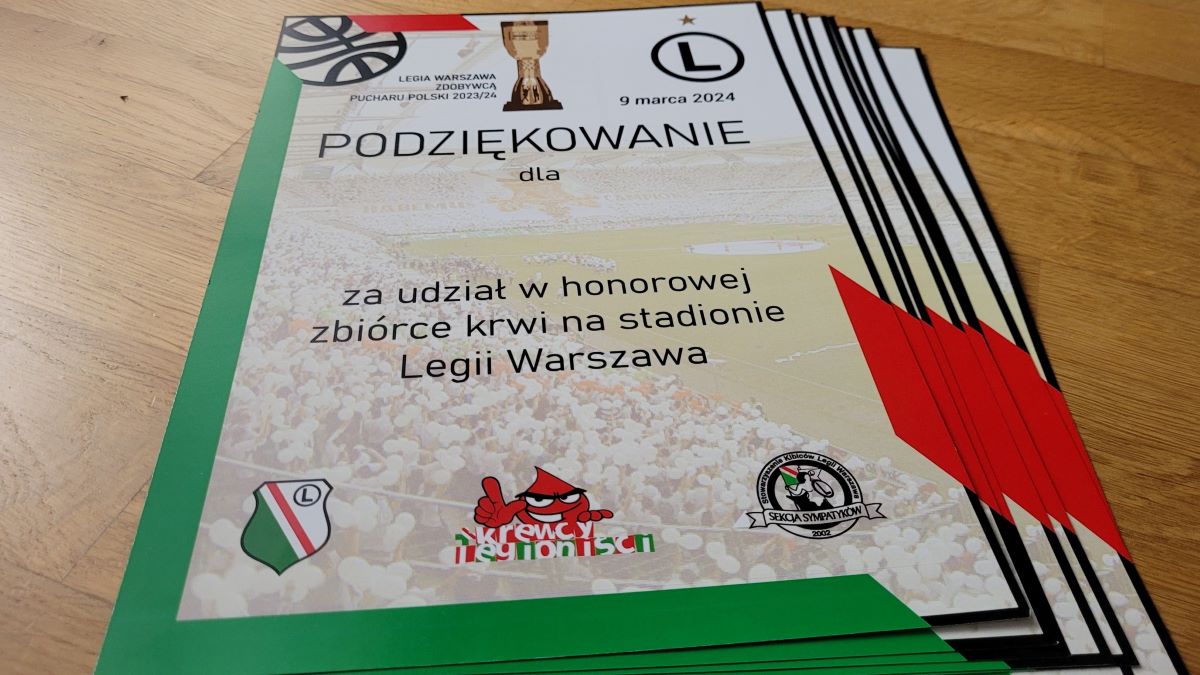 LEGIA WARSZAWA
ZDOBYWCĄ
PUCHARU POLSKI 2023/24
L
9 marca 2024
PODZIĘKOWANIE
dla
za udział w honorowej
zbiórce krwi na stadionie
Legii Warszawa
L
krewcy
legioniści
Stowarzyszenie Kibiców Legii Warszawa
SEKCJA SYMPATYKÓW
2002